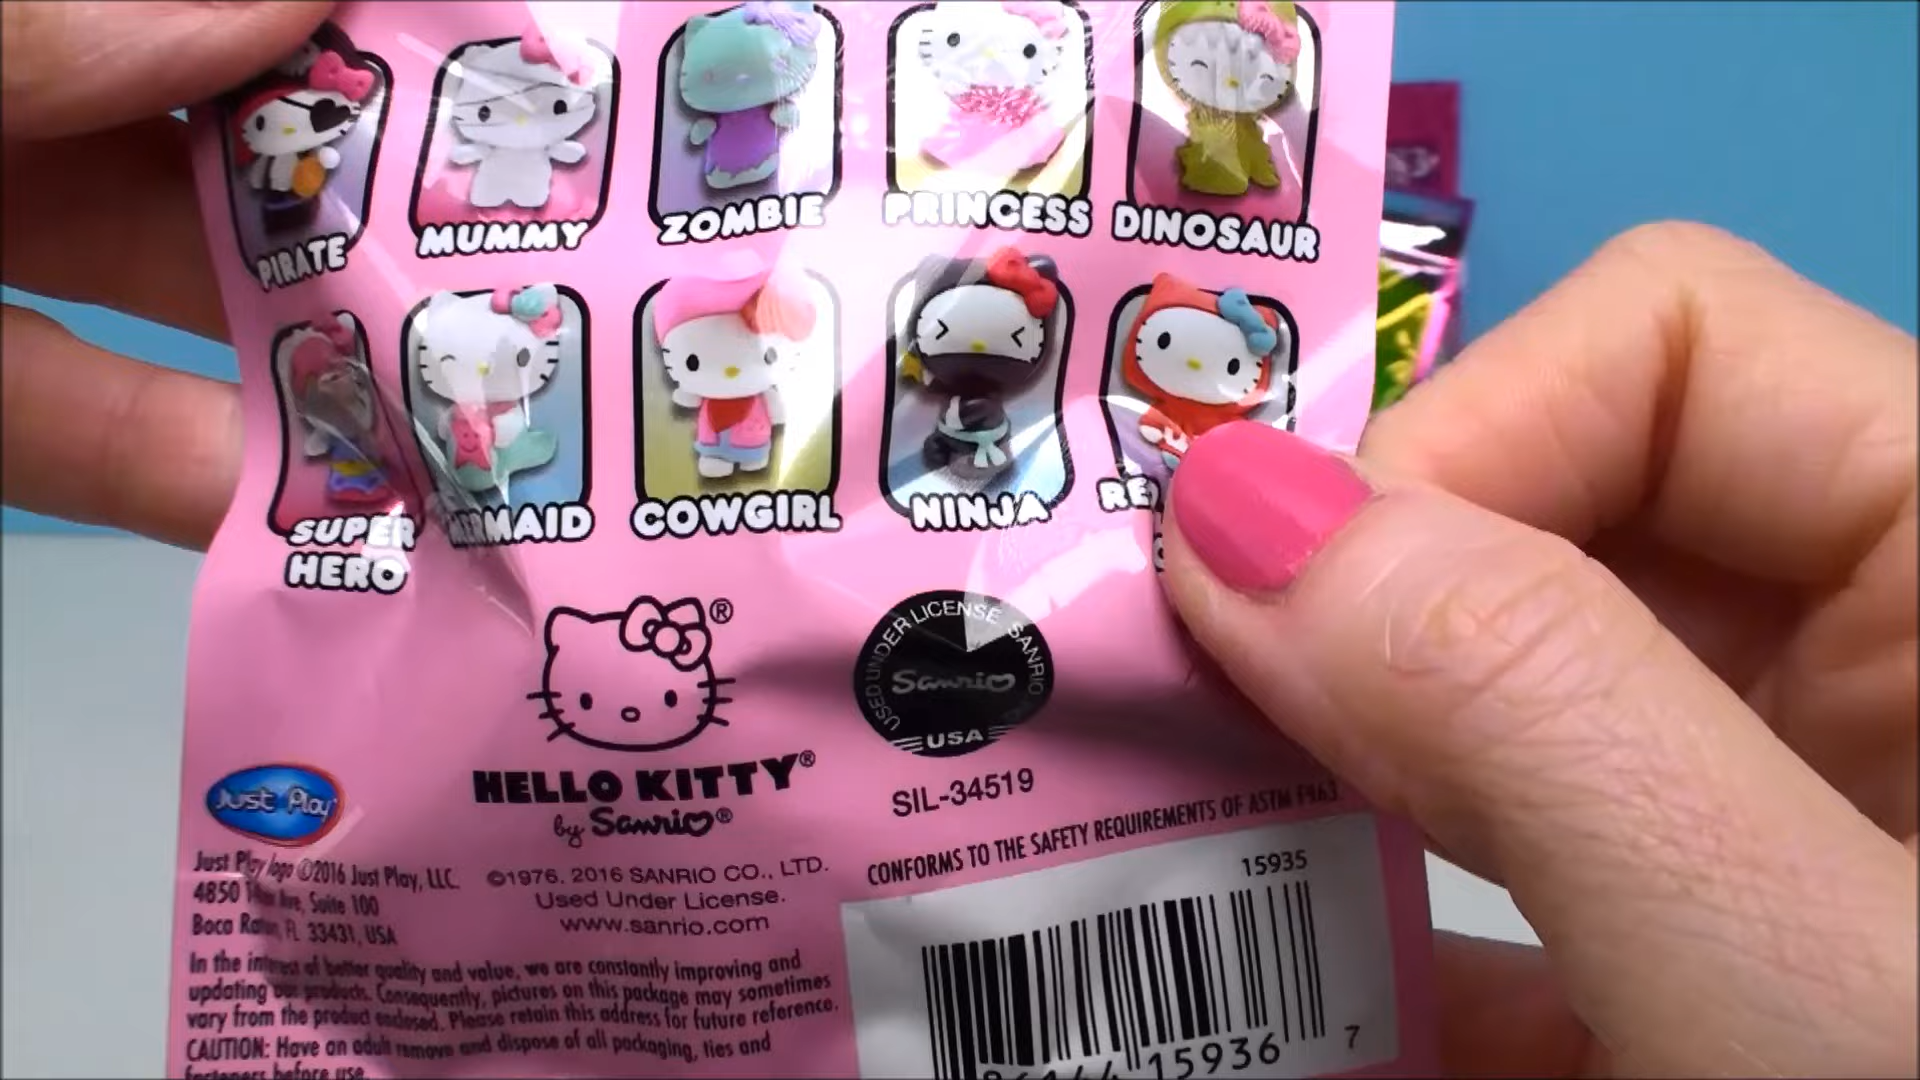 PIRATE MUMMY ZOMBIE PRINCESS DINOSAUR
SUPER HERO
MERMAID COWGIRL NINJA
®
HELLO KITTY®
by Sanrio®
USED UNDER LICENSE SANRIO
Sanrio
USA
SIL-34519
Just Play
Just Play logo ©2016 Just Play, LLC.
4850 Ave, Suite 100
Boca Raton, FL 33431, USA
©1976, 2016 SANRIO CO., LTD.
Used Under License.
www.sanrio.com
CONFORMS TO THE SAFETY REQUIREMENTS OF ASTM F963
15935
15936 7
In the interest of better quality and value, we are constantly improving and
updating our products. Consequently, pictures on this package may sometimes
vary from the product enclosed. Please retain this address for future reference.
CAUTION: Have an adult remove and dispose of all packaging, ties and
fasteners before use.